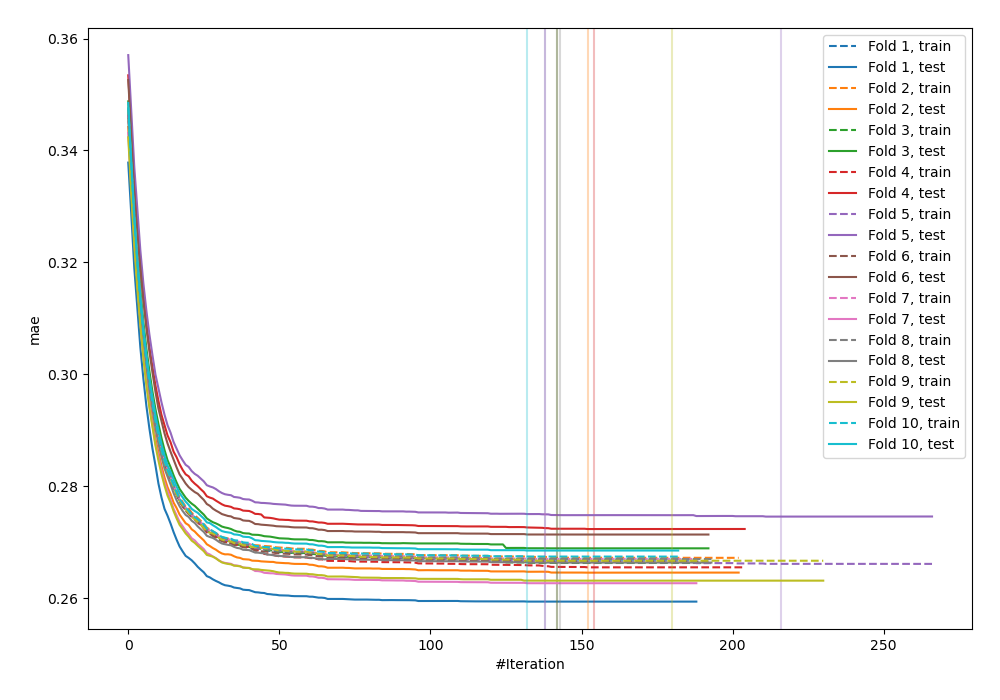 0.36
0.34
0.32
0.30
0.28
0.26
mae
0
50
100
150
200
250
#Iteration
Fold 1, train
Fold 1, test
Fold 2, train
Fold 2, test
Fold 3, train
Fold 3, test
Fold 4, train
Fold 4, test
Fold 5, train
Fold 5, test
Fold 6, train
Fold 6, test
Fold 7, train
Fold 7, test
Fold 8, train
Fold 8, test
Fold 9, train
Fold 9, test
Fold 10, train
Fold 10, test